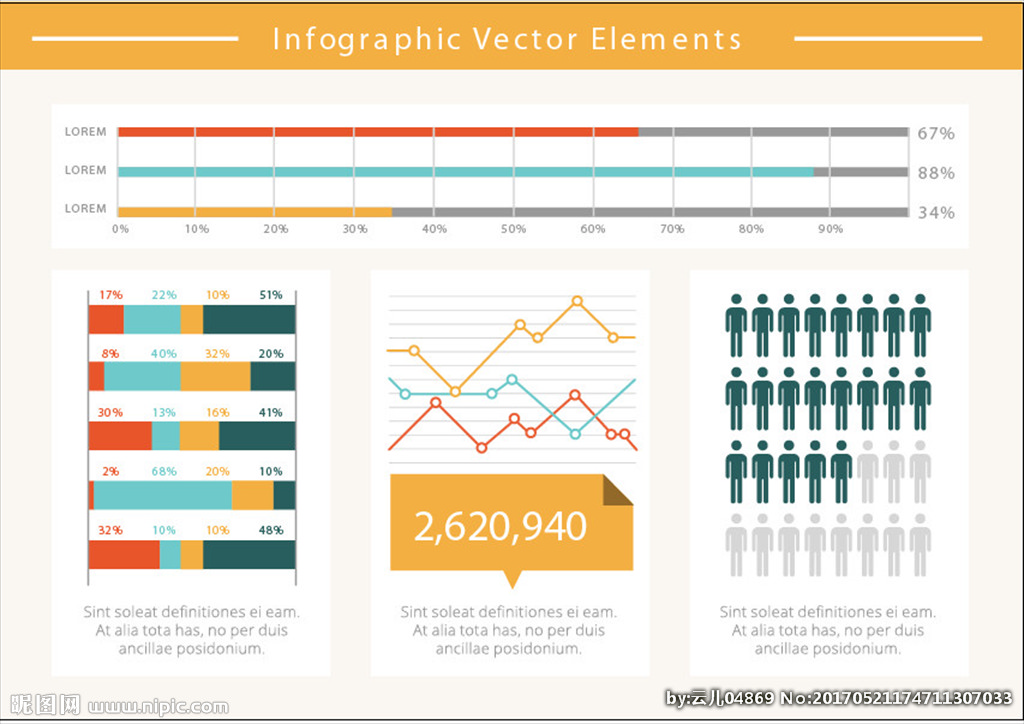 Infographic Vector Elements
LOREM 67%
LOREM 88%
LOREM 34%
0% 10% 20% 30% 40% 50% 60% 70% 80% 90%
17% 22% 10% 51%
8% 40% 32% 20%
30% 13% 16% 41%
2% 68% 20% 10%
32% 10% 10% 48%
Sint soleat definitiones ei eam.
At alia tota has, no per duis
ancillae posidonium.
2,620,940
Sint soleat definitiones ei eam.
At alia tota has, no per duis
ancillae posidonium.
Sint soleat definitiones ei eam.
At alia tota has, no per duis
ancillae posidonium.
昵图网 www.nipic.com
by:云儿04869 No:20170521174711307033